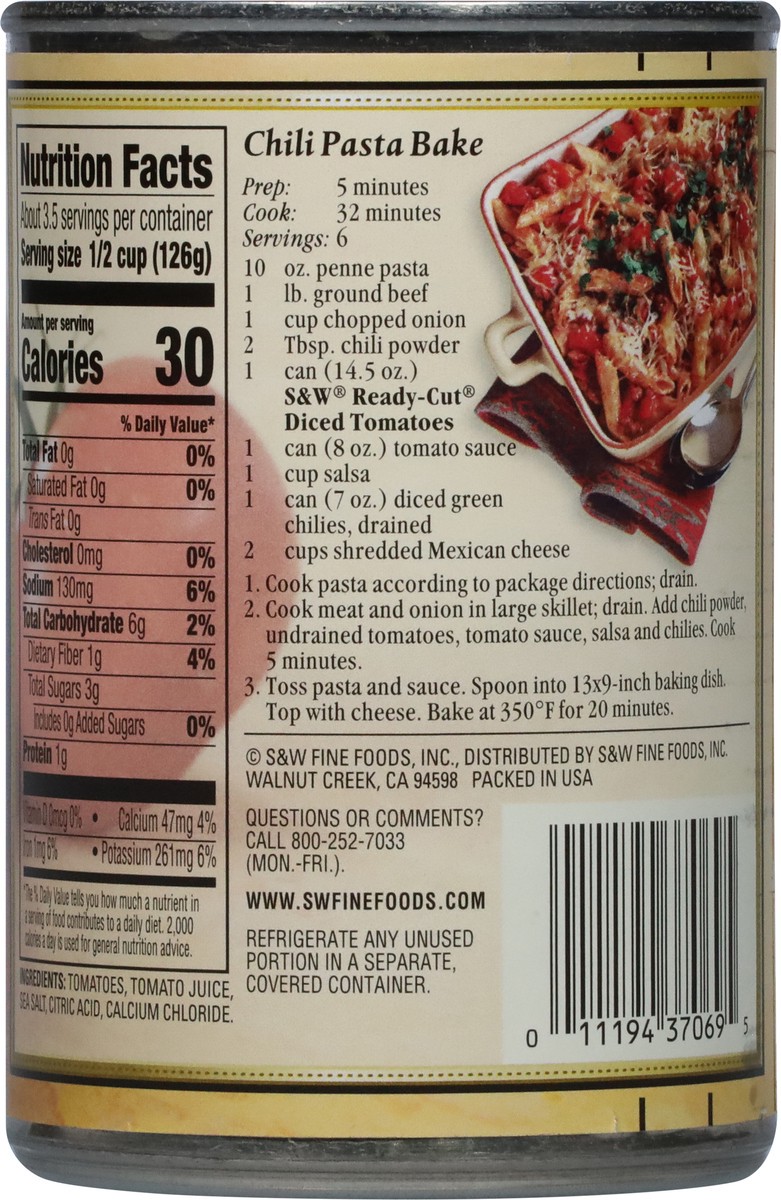 Nutrition Facts
About 3.5 servings per container
Serving size 1/2 cup (126g)
Amount per serving
Calories 30
% Daily Value*
Total Fat 0g 0%
Saturated Fat 0g 0%
Trans Fat 0g
Cholesterol 0mg 0%
Sodium 130mg 6%
Total Carbohydrate 6g 2%
Dietary Fiber 1g 4%
Total Sugars 3g
Includes 0g Added Sugars 0%
Protein 1g
Vitamin D 0mcg 0% • Calcium 47mg 4%
Iron 1mg 6% • Potassium 261mg 6%
*The % Daily Value tells you how much a nutrient in
a serving of food contributes to a daily diet. 2,000
calories a day is used for general nutrition advice.
INGREDIENTS: TOMATOES, TOMATO JUICE,
SEA SALT, CITRIC ACID, CALCIUM CHLORIDE.
Chili Pasta Bake
Prep: 5 minutes
Cook: 32 minutes
Servings: 6
10 oz. penne pasta
1 lb. ground beef
1 cup chopped onion
2 Tbsp. chili powder
1 can (14.5 oz.)
S&W® Ready-Cut®
Diced Tomatoes
1 can (8 oz.) tomato sauce
1 cup salsa
1 can (7 oz.) diced green
chilies, drained
2 cups shredded Mexican cheese
1. Cook pasta according to package directions; drain.
2. Cook meat and onion in large skillet; drain. Add chili powder,
undrained tomatoes, tomato sauce, salsa and chilies. Cook
5 minutes.
3. Toss pasta and sauce. Spoon into 13x9-inch baking dish.
Top with cheese. Bake at 350°F for 20 minutes.
© S&W FINE FOODS, INC., DISTRIBUTED BY S&W FINE FOODS, INC.
WALNUT CREEK, CA 94598 PACKED IN USA
QUESTIONS OR COMMENTS?
CALL 800-252-7033
(MON.-FRI.).
WWW.SWFINEFOODS.COM
REFRIGERATE ANY UNUSED
PORTION IN A SEPARATE,
COVERED CONTAINER.
0 11194 37069 5